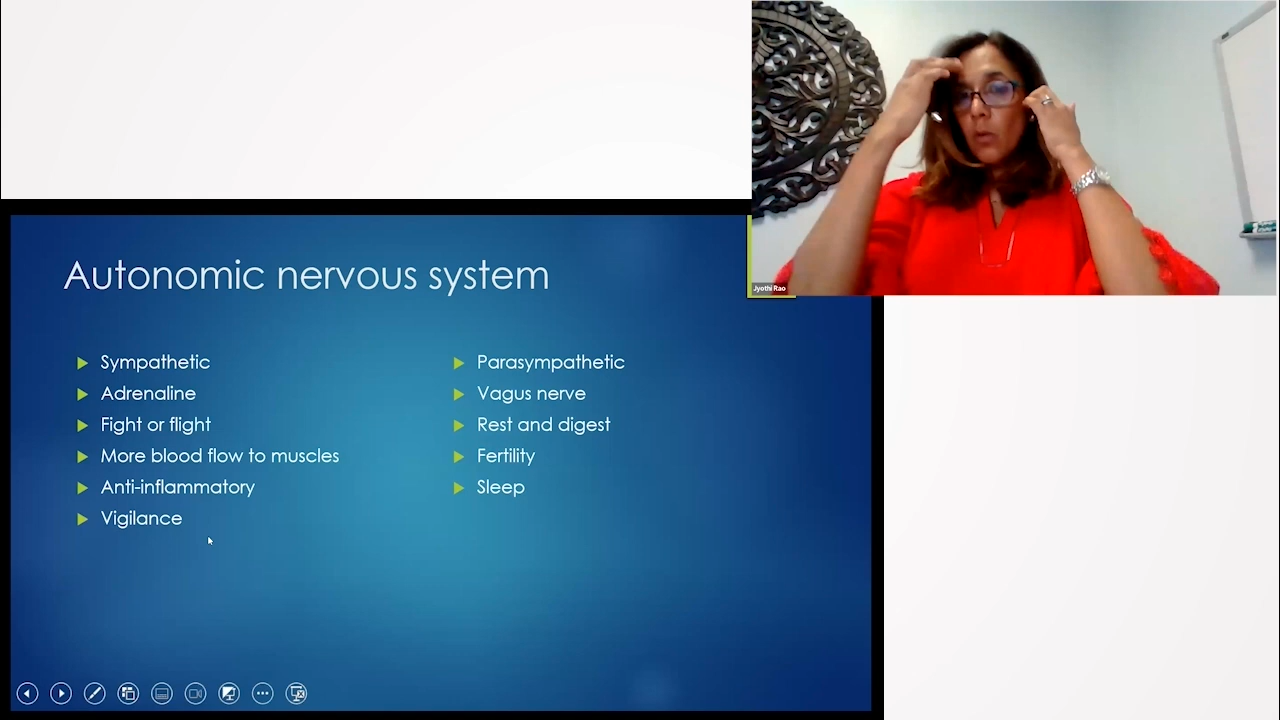 Jyothi Rao
Autonomic nervous system
Sympathetic
Adrenaline
Fight or flight
More blood flow to muscles
Anti-inflammatory
Vigilance
Parasympathetic
Vagus nerve
Rest and digest
Fertility
Sleep